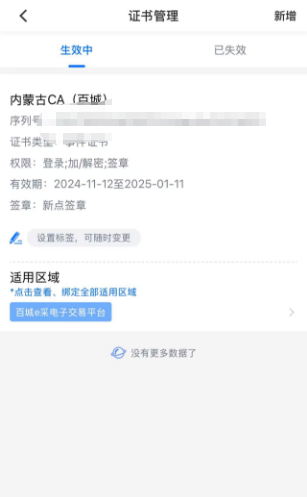 证书管理
新增
生效中
已失效
内蒙古CA（百城）
序列号
证书类型：事件证书
权限：登录;加/解密;签章
有效期：2024-11-12至2025-01-11
签章：新点签章
设置标签，可随时变更
适用区域
*点击查看、绑定全部适用区域
百城e采电子交易平台
没有更多数据了